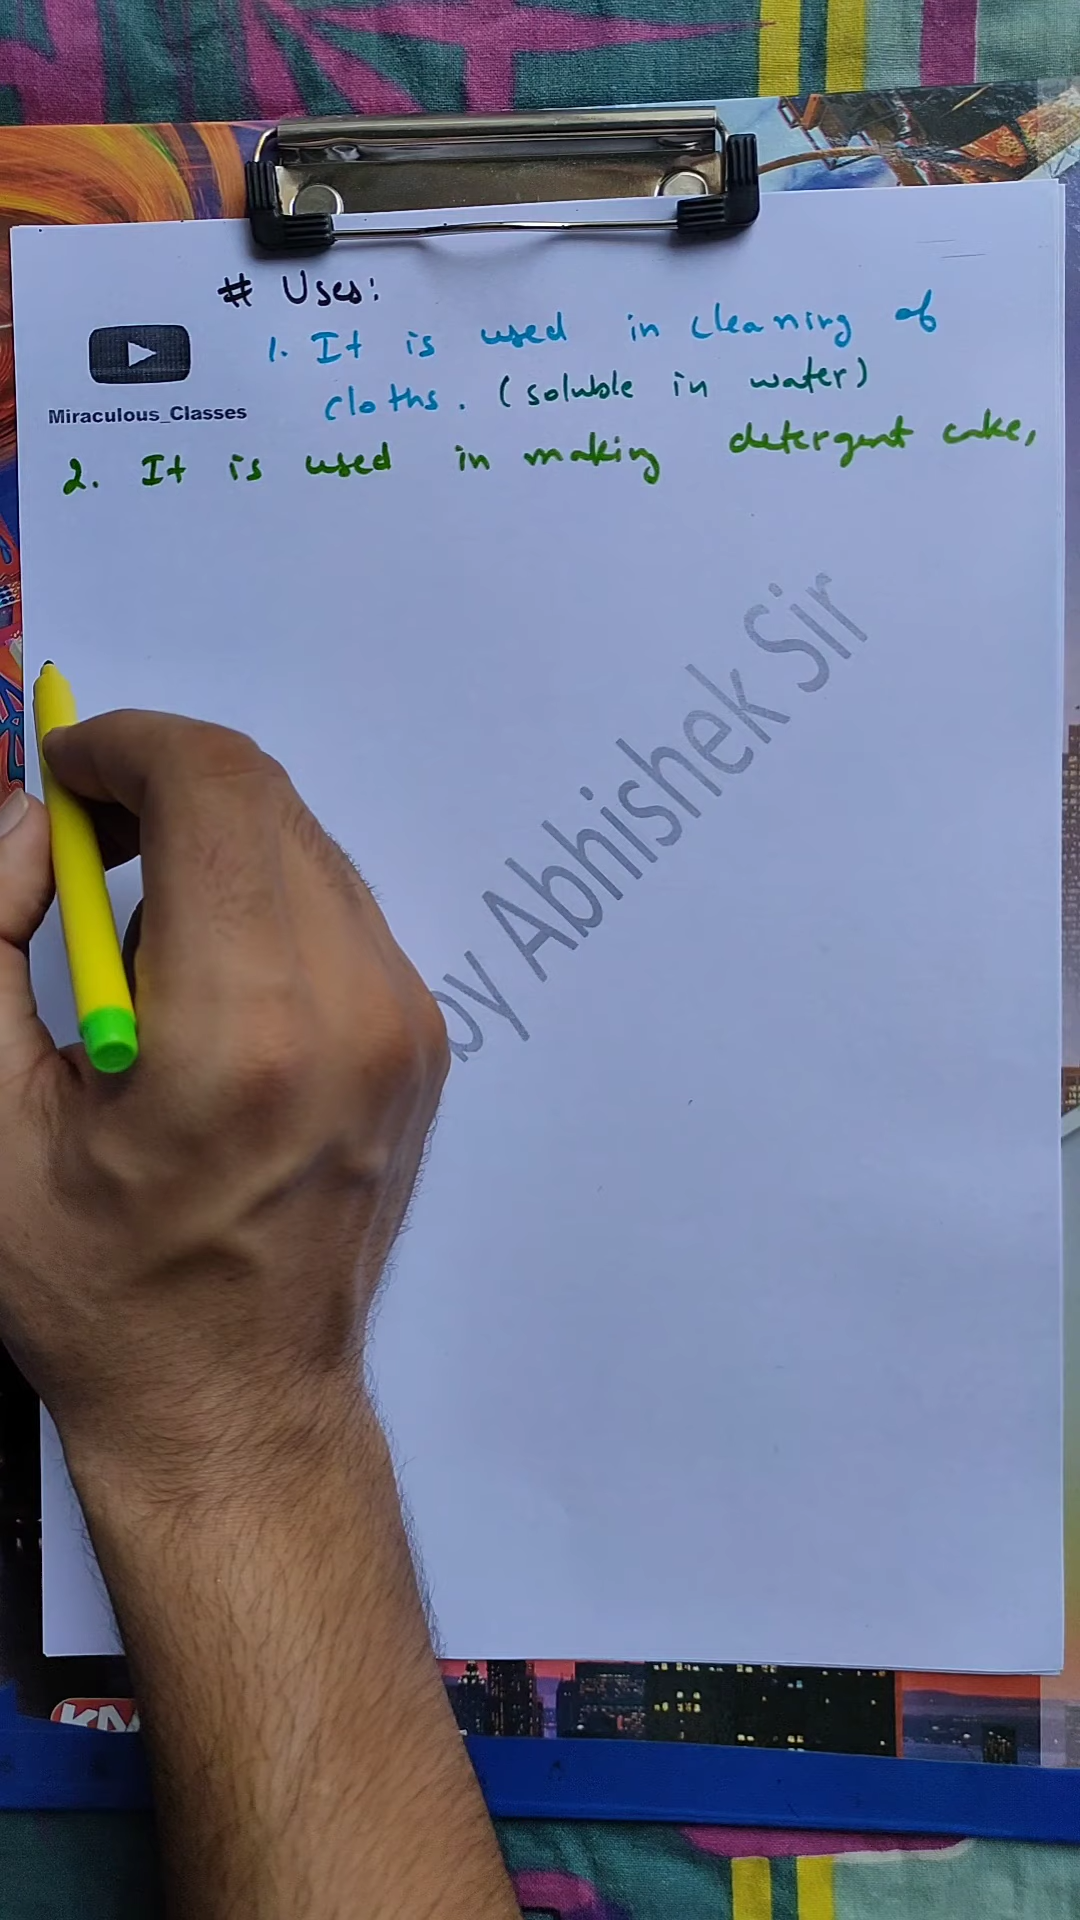 # Uses:
1. It is used in cleaning of
cloths. (soluble in water)
Miraculous_Classes
2. It is used in making detergent cake,
by Abhishek Sir
KM